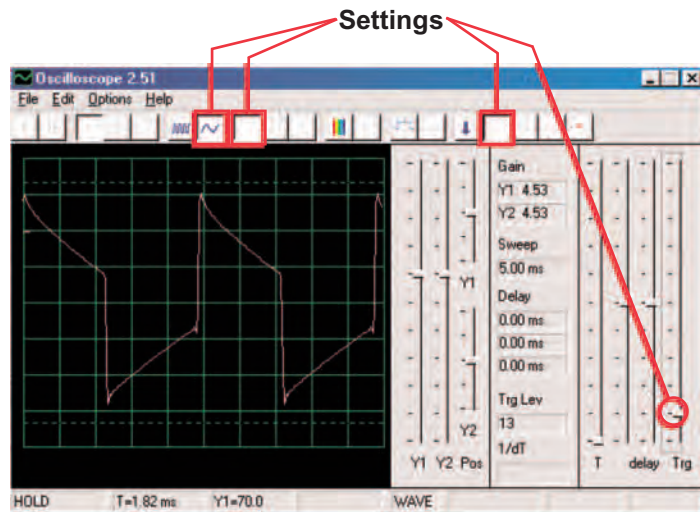 Settings
Oscilloscope 2.51
File Edit Options Help
Gain
Y1 4.53
Y2 4.53
Sweep
5.00 ms
Y1
Delay
0.00 ms
0.00 ms
0.00 ms
Trg Lev
13
Y2
1/dT
Y1 Y2 Pos
T delay Trg
HOLD T=1.82 ms Y1=70.0 WAVE